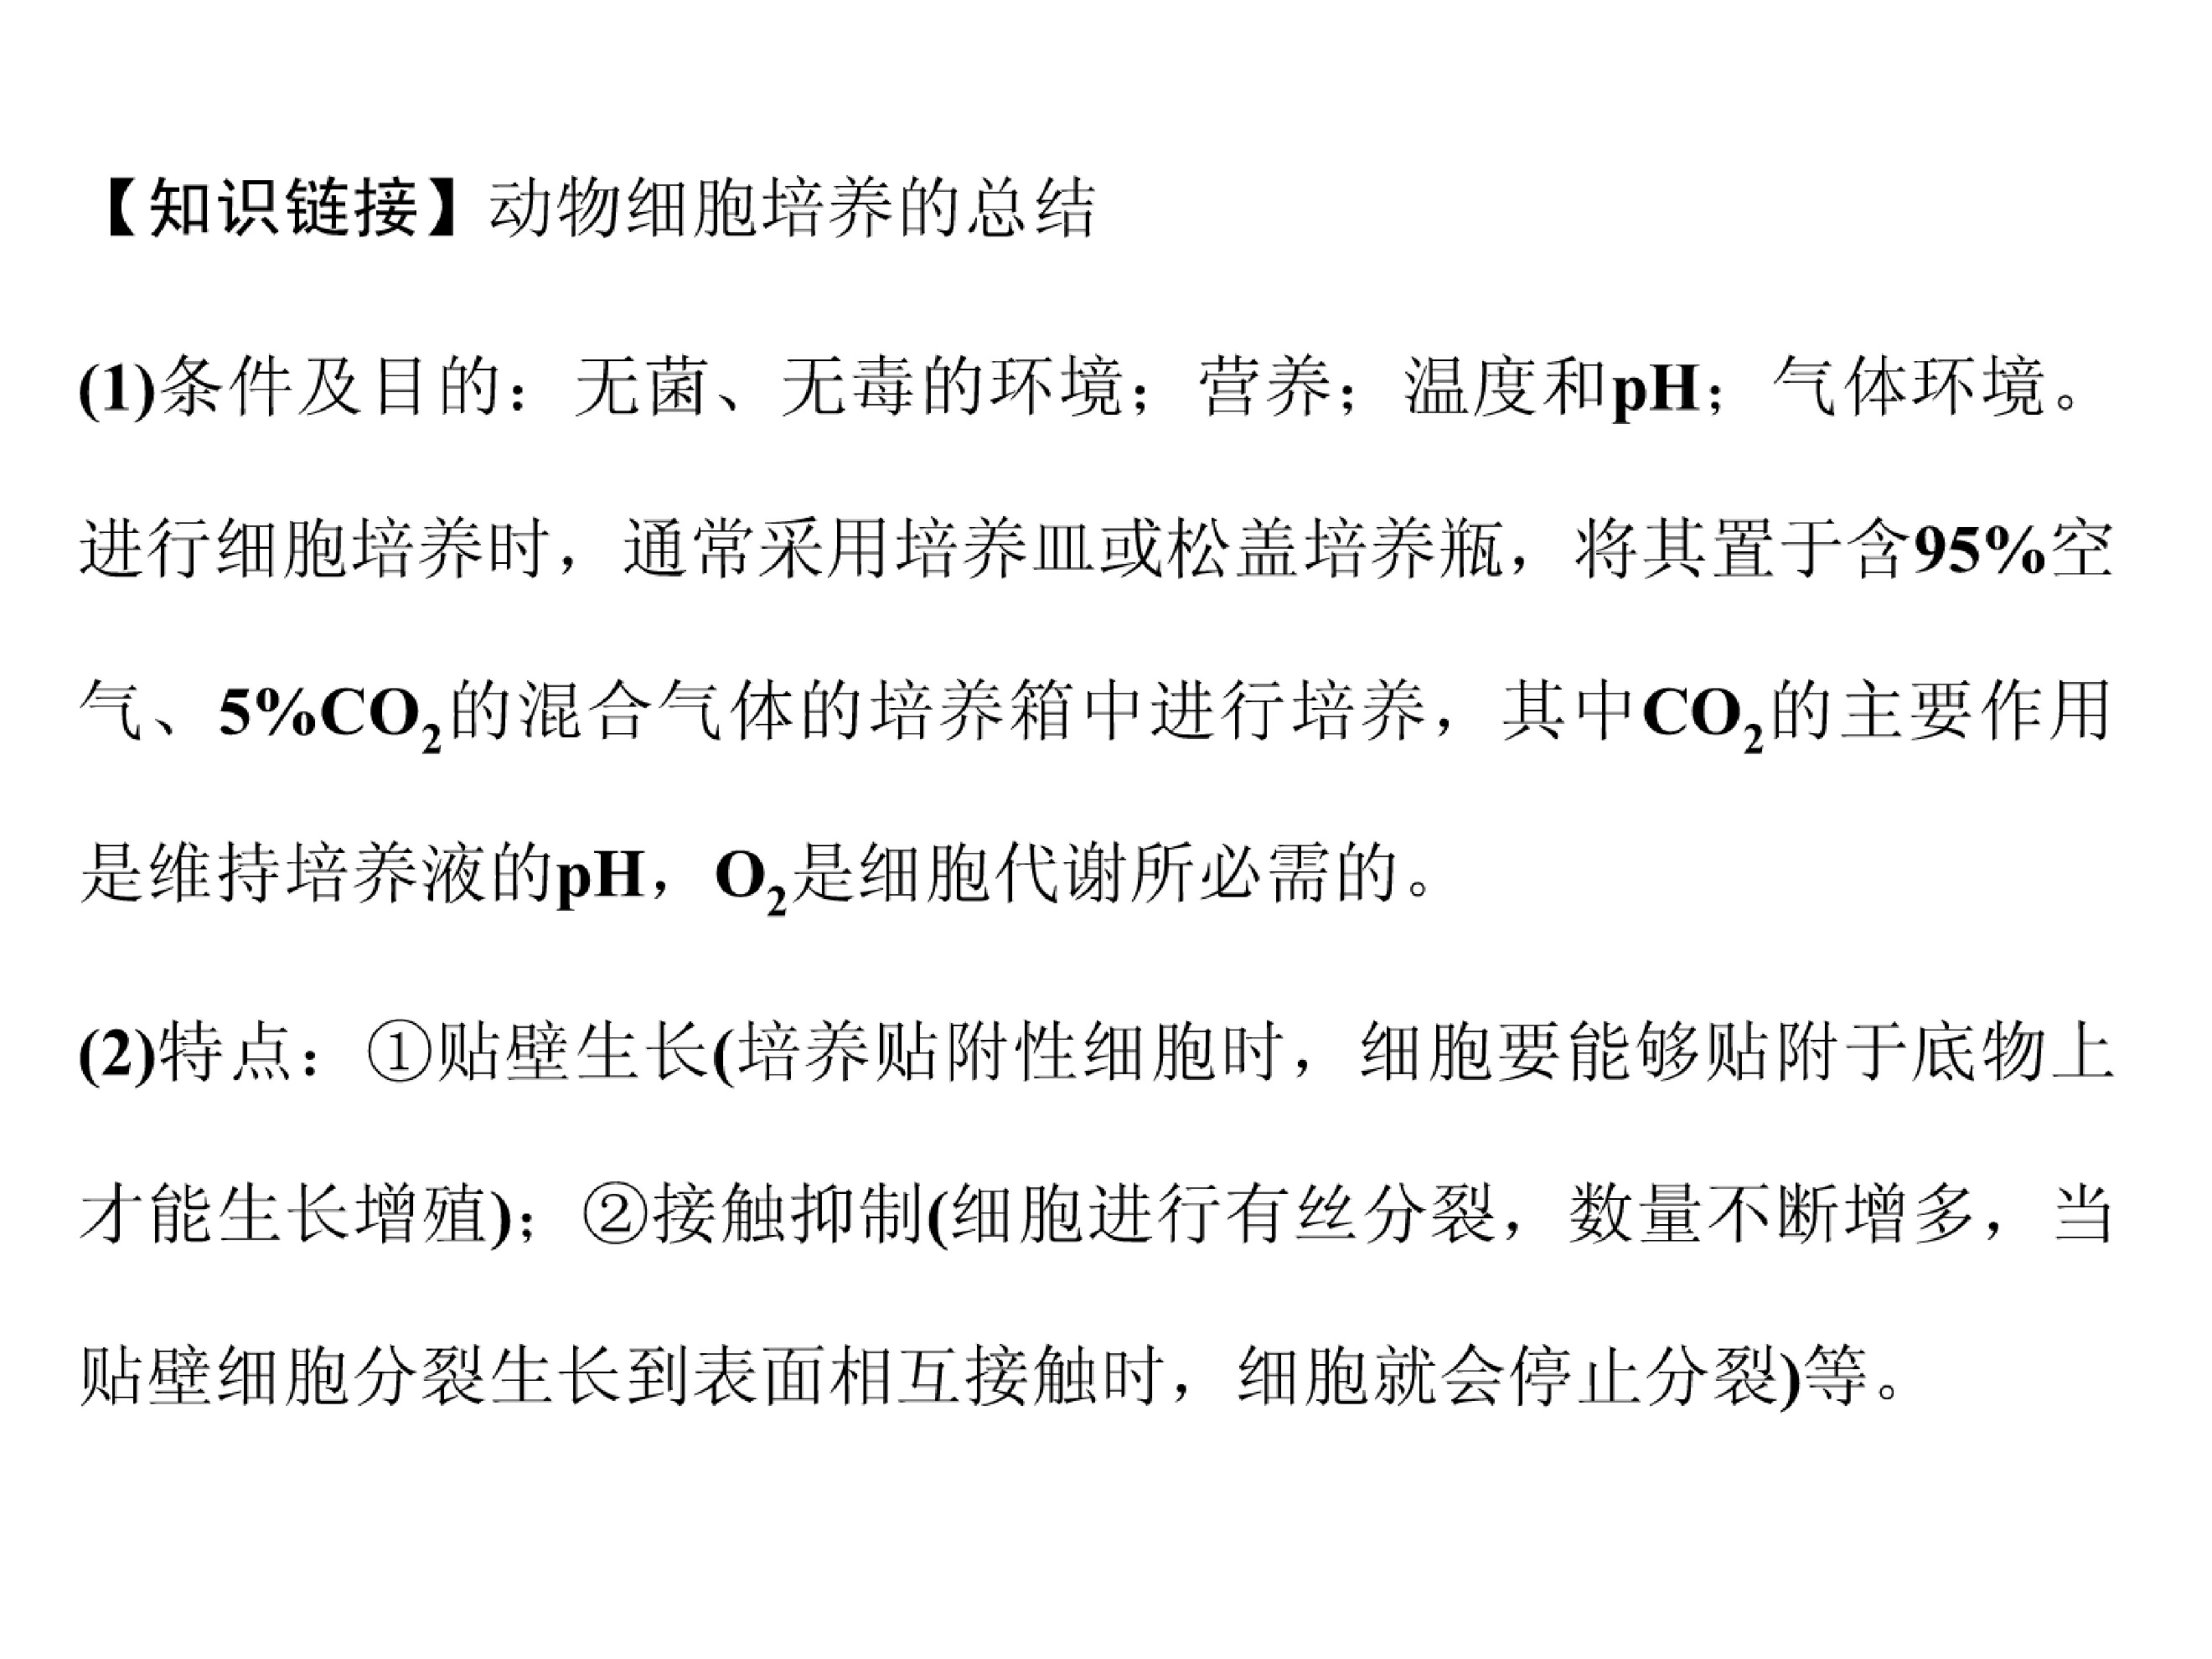 【知识链接】动物细胞培养的总结
(1)条件及目的：无菌、无毒的环境；营养；温度和pH；气体环境。
进行细胞培养时，通常采用培养皿或松盖培养瓶，将其置于含95%空
气、5%CO₂的混合气体的培养箱中进行培养，其中CO₂的主要作用
是维持培养液的pH，O₂是细胞代谢所必需的。
(2)特点：①贴壁生长(培养贴附性细胞时，细胞要能够贴附于底物上
才能生长增殖)；②接触抑制(细胞进行有丝分裂，数量不断增多，当
贴壁细胞分裂生长到表面相互接触时，细胞就会停止分裂)等。